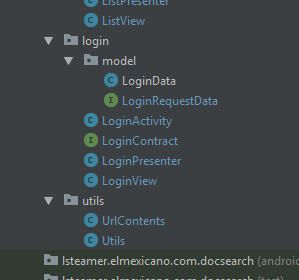 ListPresenter
ListView
login
model
LoginData
LoginRequestData
LoginActivity
LoginContract
LoginPresenter
LoginView
utils
UrlContents
Utils
lsteamer.elmexicano.com.docsearch (android
lsteamer.elmexicano.com.docsearch (test)